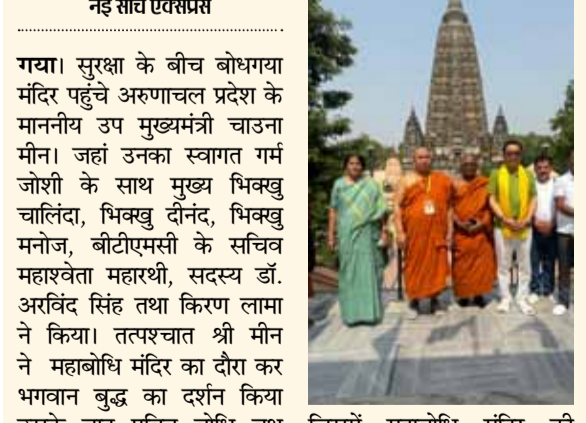 नई सोच एक्सप्रेस
गया। सुरक्षा के बीच बोधगया
मंदिर पहुंचे अरुणाचल प्रदेश के
माननीय उप मुख्यमंत्री चाउना
मीन। जहां उनका स्वागत गर्म
जोशी के साथ मुख्य भिक्खु
चालिंदा, भिक्खु दीनंद, भिक्खु
मनोज, बीटीएमसी के सचिव
महाश्वेता महारथी, सदस्य डॉ.
अरविंद सिंह तथा किरण लामा
ने किया। तत्पश्चात श्री मीन
ने महाबोधि मंदिर का दौरा कर
भगवान बुद्ध का दर्शन किया